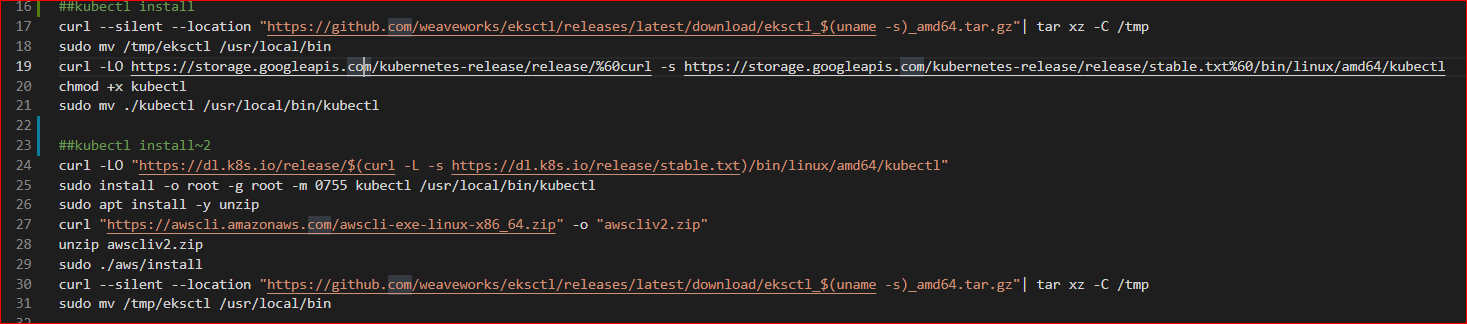 16 ##kubectl install
17 curl --silent --location "https://github.com/weaveworks/eksctl/releases/latest/download/eksctl_$(uname -s)_amd64.tar.gz"| tar xz -C /tmp
18 sudo mv /tmp/eksctl /usr/local/bin
19 curl -LO https://storage.googleapis.com/kubernetes-release/release/%60curl -s https://storage.googleapis.com/kubernetes-release/release/stable.txt%60/bin/linux/amd64/kubectl
20 chmod +x kubectl
21 sudo mv ./kubectl /usr/local/bin/kubectl
22
23 ##kubectl install~2
24 curl -LO "https://dl.k8s.io/release/$(curl -L -s https://dl.k8s.io/release/stable.txt)/bin/linux/amd64/kubectl"
25 sudo install -o root -g root -m 0755 kubectl /usr/local/bin/kubectl
26 sudo apt install -y unzip
27 curl "https://awscli.amazonaws.com/awscli-exe-linux-x86_64.zip" -o "awscliv2.zip"
28 unzip awscliv2.zip
29 sudo ./aws/install
30 curl --silent --location "https://github.com/weaveworks/eksctl/releases/latest/download/eksctl_$(uname -s)_amd64.tar.gz"| tar xz -C /tmp
31 sudo mv /tmp/eksctl /usr/local/bin
32